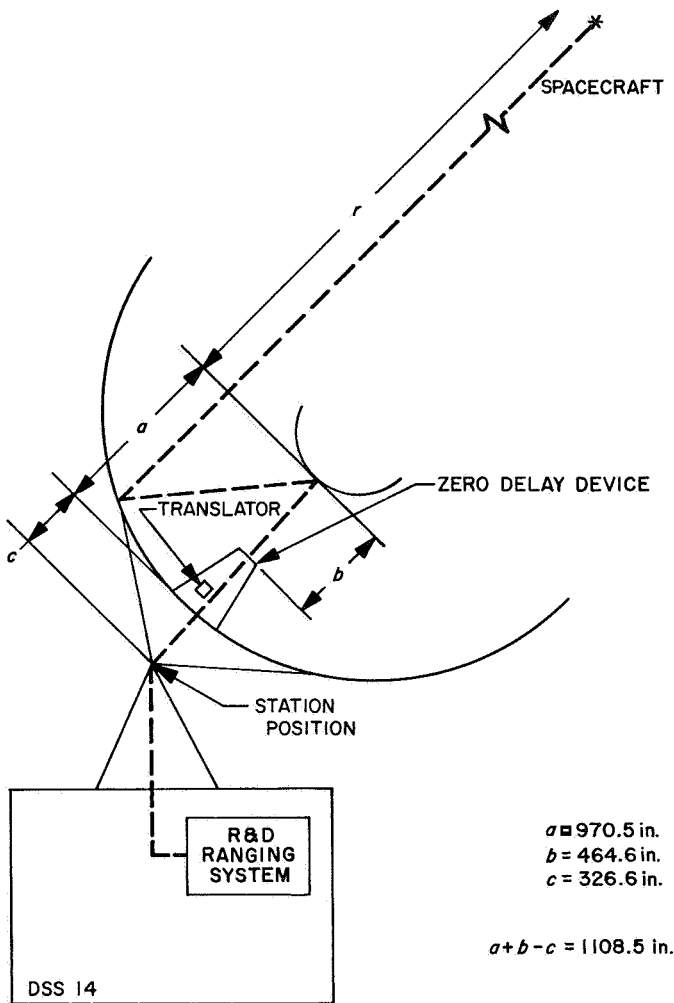 SPACECRAFT
r
a
ZERO DELAY DEVICE
TRANSLATOR
c
b
STATION
POSITION
R&D
RANGING
SYSTEM
a = 970.5 in.
b = 464.6 in.
c = 326.6 in.
a + b - c = 1108.5 in.
DSS 14